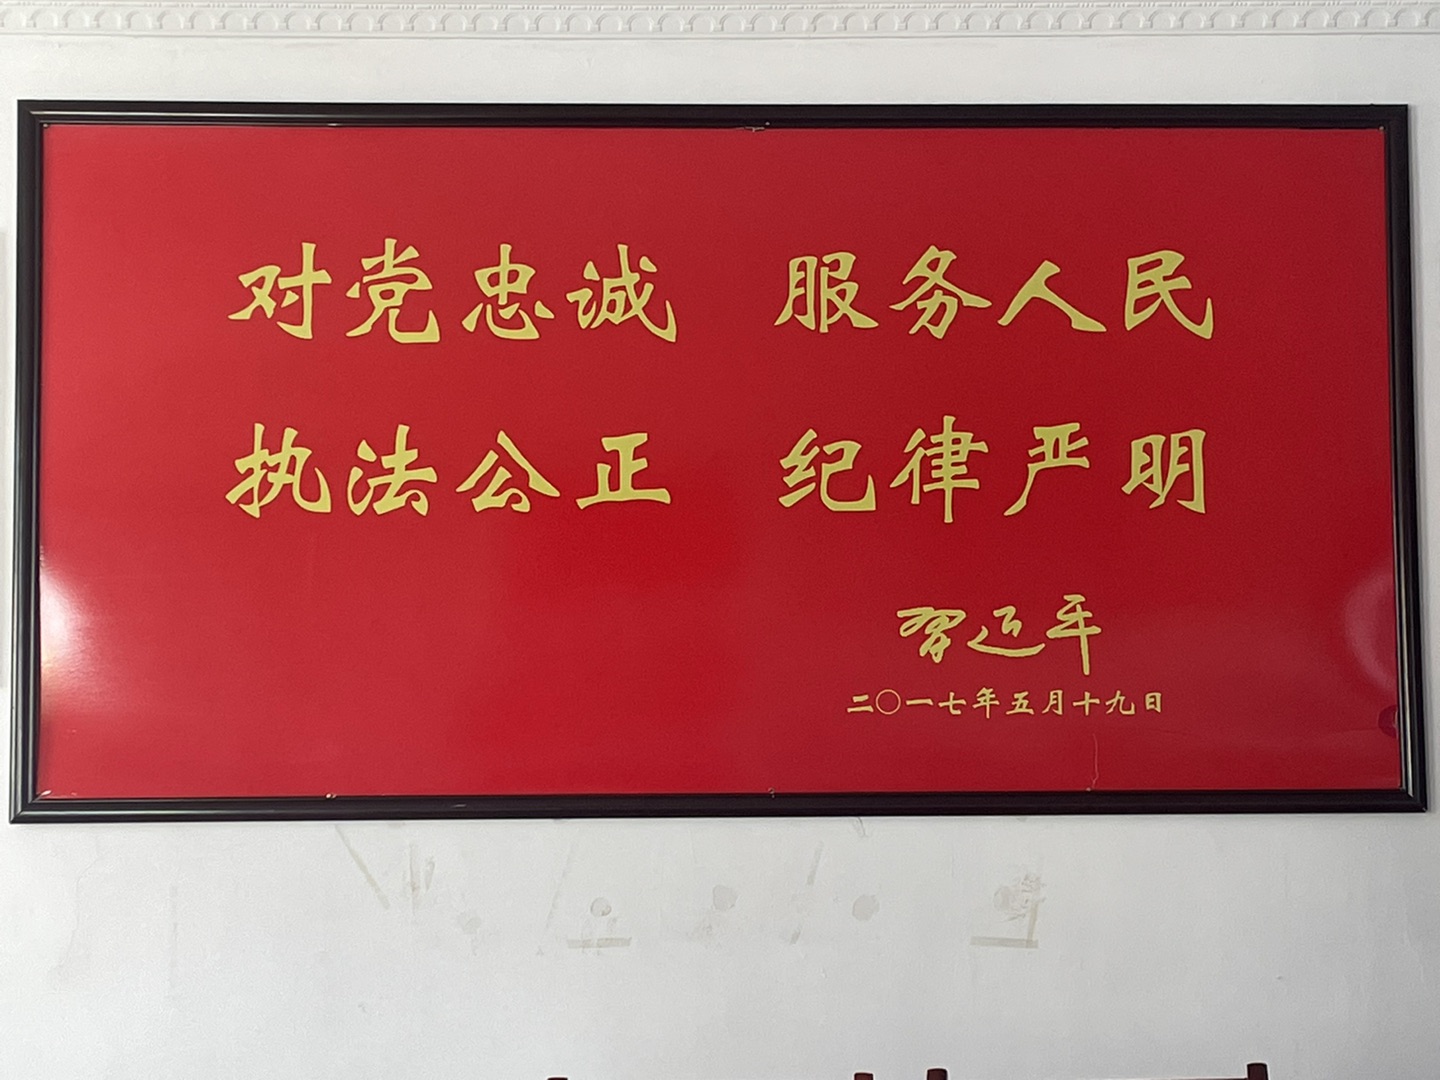 对党忠诚 服务人民
执法公正 纪律严明
习近平
二〇一七年五月十九日